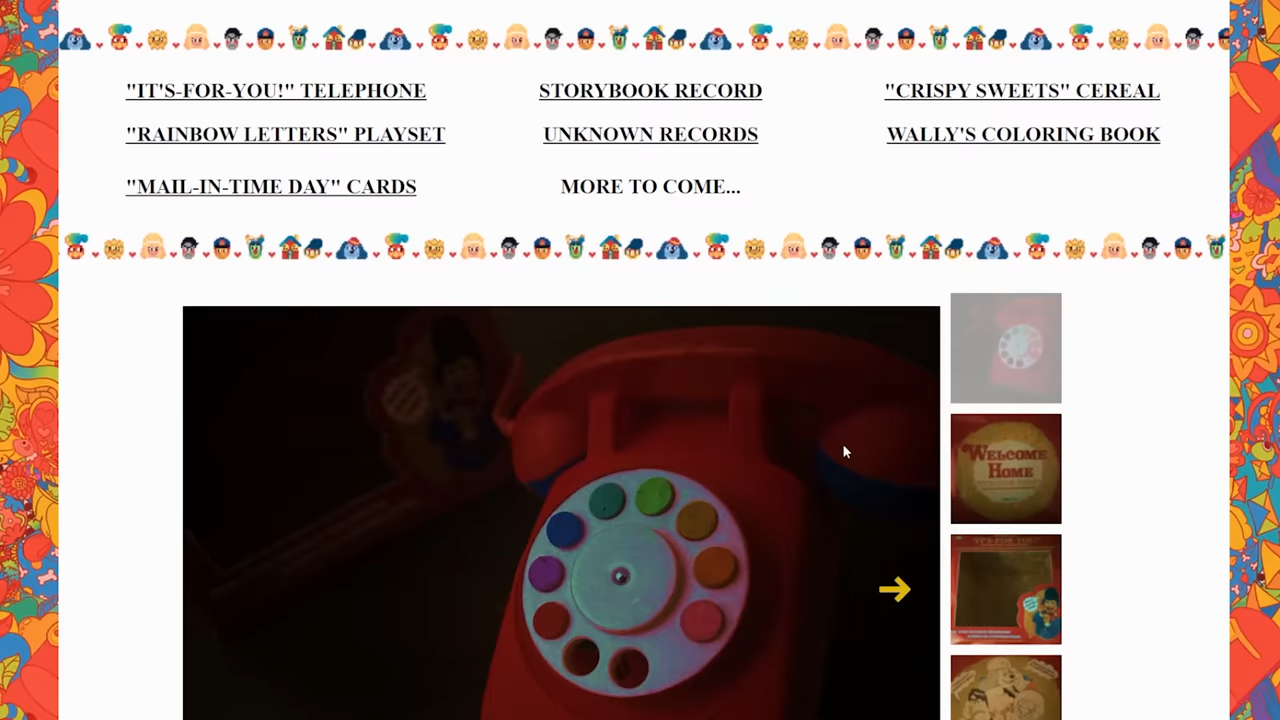 "IT'S-FOR-YOU!" TELEPHONE
STORYBOOK RECORD
"CRISPY SWEETS" CEREAL
"RAINBOW LETTERS" PLAYSET
UNKNOWN RECORDS
WALLY'S COLORING BOOK
"MAIL-IN-TIME DAY" CARDS
MORE TO COME...
WELCOME
HOME